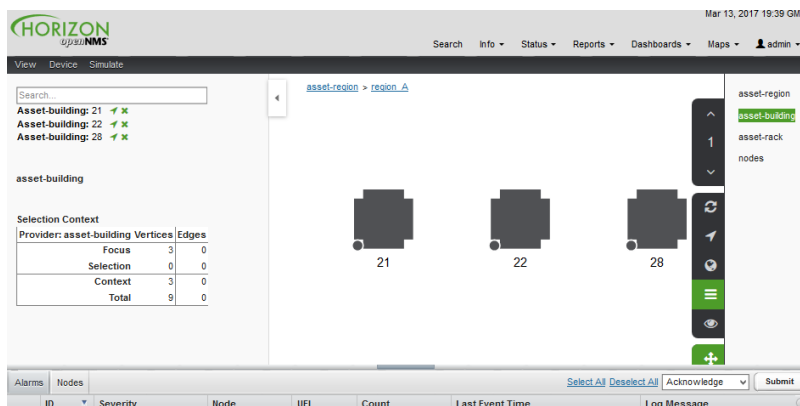 Mar 13, 2017 19:39 GM
HORIZON
openNMS
Search Info Status Reports Dashboards Maps admin
View Device Simulate
Search...
Asset-building: 21
Asset-building: 22
Asset-building: 28
asset-building
Selection Context
Provider: asset-building Vertices Edges
Focus 3 0
Selection 0 0
Context 3 0
Total 9 0
asset-region > region_A
21 22 28
1
asset-region
asset-building
asset-rack
nodes
Alarms Nodes
Select All Deselect All Acknowledge Submit
ID Severity Node UEI Count Last Event Time Log Message